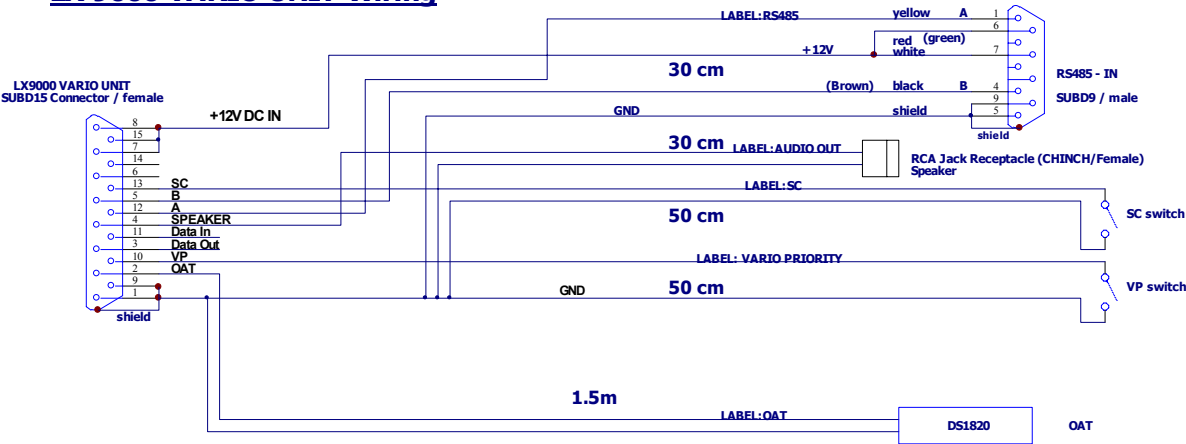 LX9000 VARIO UNIT Wiring
LABEL:RS485 yellow A 1
6
+12V red (green)
white 7
30 cm
RS485 - IN
LX9000 VARIO UNIT
SUBD15 Connector / female
(Brown) black B 4
SUBD9 / male
9
GND shield 5
shield
8 +12V DC IN
15
7
14
6
13 SC
5 B
12 A
4 SPEAKER
11 Data In
3 Data Out
10 VP
2 OAT
9
1
shield
30 cm LABEL:AUDIO OUT
RCA Jack Receptacle (CHINCH/Female)
Speaker
LABEL:SC
50 cm
SC switch
LABEL: VARIO PRIORITY
GND 50 cm
VP switch
1.5m
LABEL:OAT
DS1820 OAT